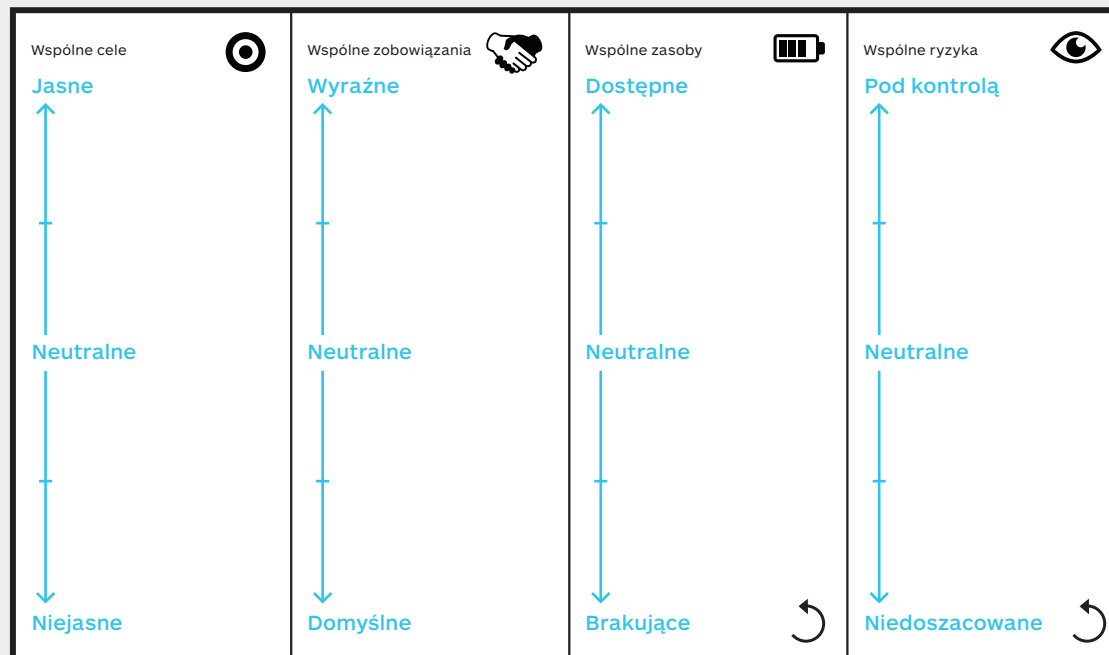 Wspólne cele
Jasne
Neutralne
Niejasne
Wspólne zobowiązania
Wyraźne
Neutralne
Domyślne
Wspólne zasoby
Dostępne
Neutralne
Brakujące
Wspólne ryzyka
Pod kontrolą
Neutralne
Niedoszacowane